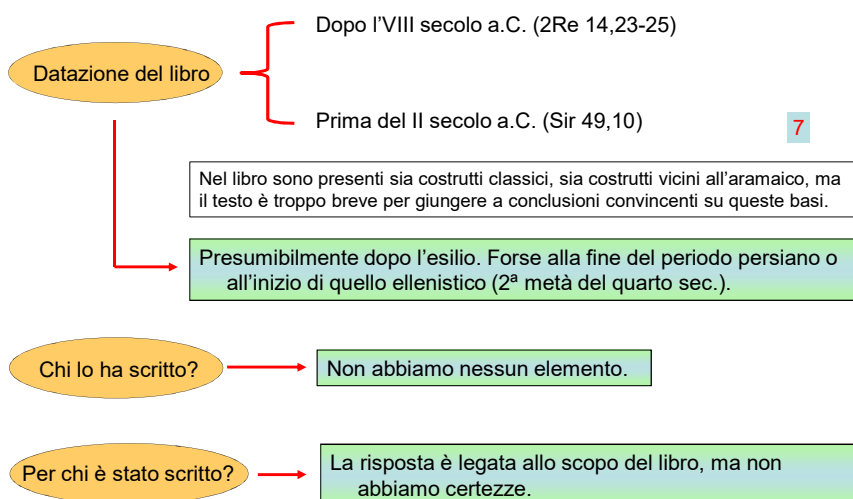 Dopo l'VIII secolo a.C. (2Re 14,23-25)
Datazione del libro
Prima del II secolo a.C. (Sir 49,10)
7
Nel libro sono presenti sia costrutti classici, sia costrutti vicini all'aramaico, ma
il testo è troppo breve per giungere a conclusioni convincenti su queste basi.
Presumibilmente dopo l'esilio. Forse alla fine del periodo persiano o
all'inizio di quello ellenistico (2ª metà del quarto sec.).
Chi lo ha scritto?
Non abbiamo nessun elemento.
Per chi è stato scritto?
La risposta è legata allo scopo del libro, ma non
abbiamo certezze.